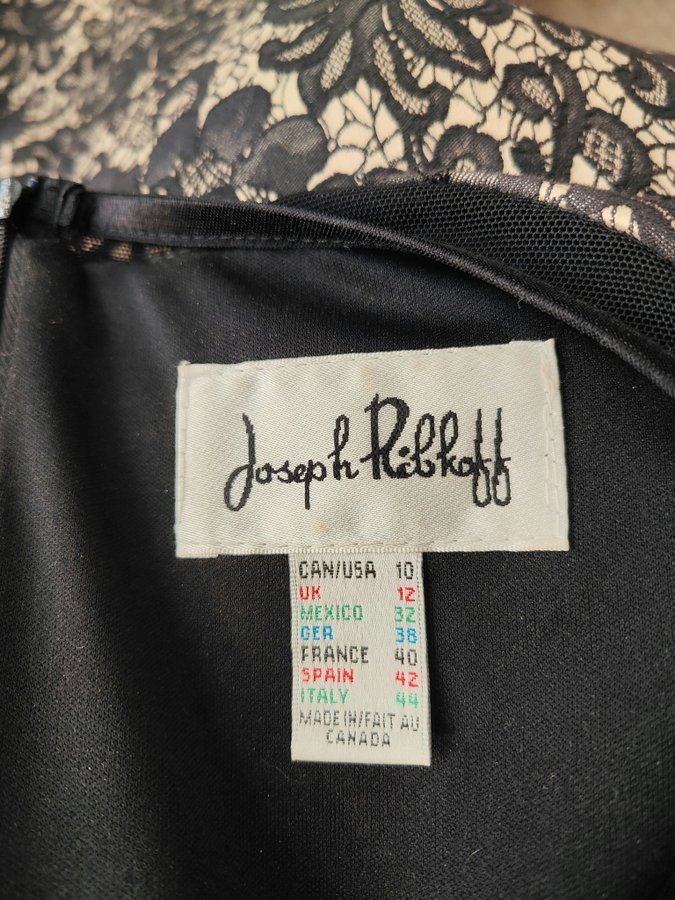 Joseph Ribkoff
CAN/USA 10
UK 12
MEXICO 32
GER 38
FRANCE 40
SPAIN 42
ITALY 44
MADE IN/FAIT AU
CANADA